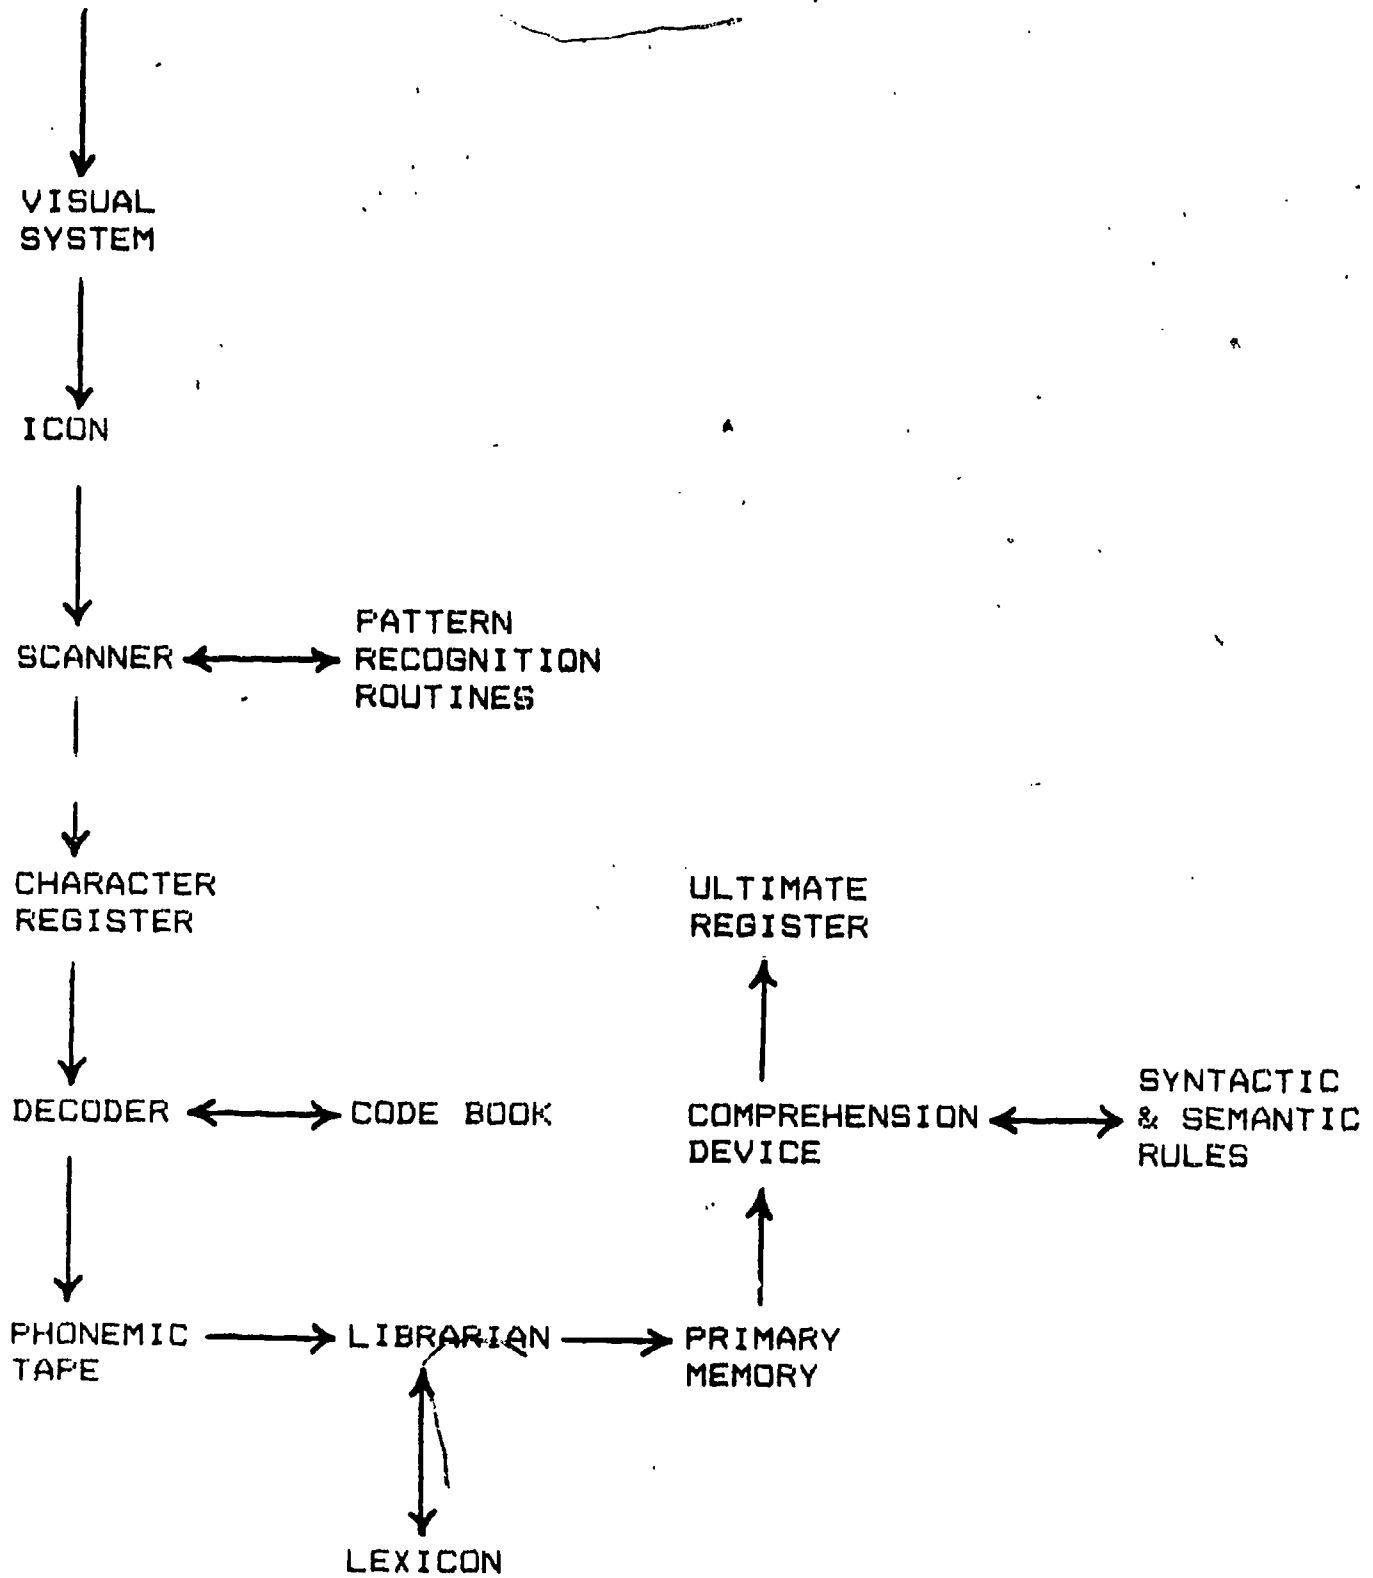 VISUAL
SYSTEM
ICON
SCANNER
PATTERN
RECOGNITION
ROUTINES
CHARACTER
REGISTER
ULTIMATE
REGISTER
DECODER
CODE BOOK
COMPREHENSION
DEVICE
SYNTACTIC
& SEMANTIC
RULES
PHONEMIC
TAPE
LIBRARIAN
PRIMARY
MEMORY
LEXICON